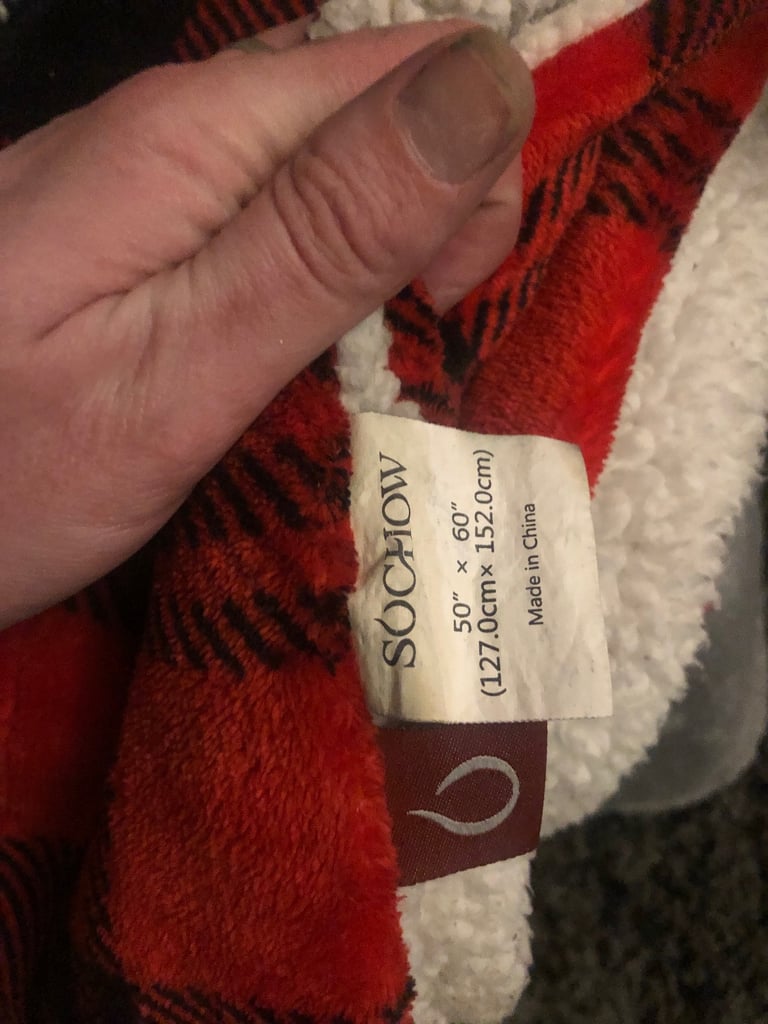 SOCHOW
50" × 60"
(127.0cm× 152.0cm)
Made in China